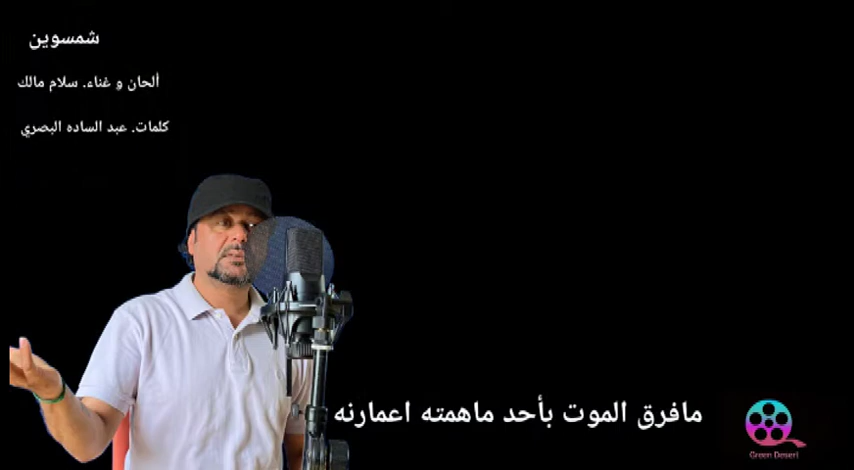 شمسوين
ألحان و غناء. سلام مالك
كلمات. عبد الساده البصري
مافرق الموت بأحد ماهمته اعمارنه
Green Desert